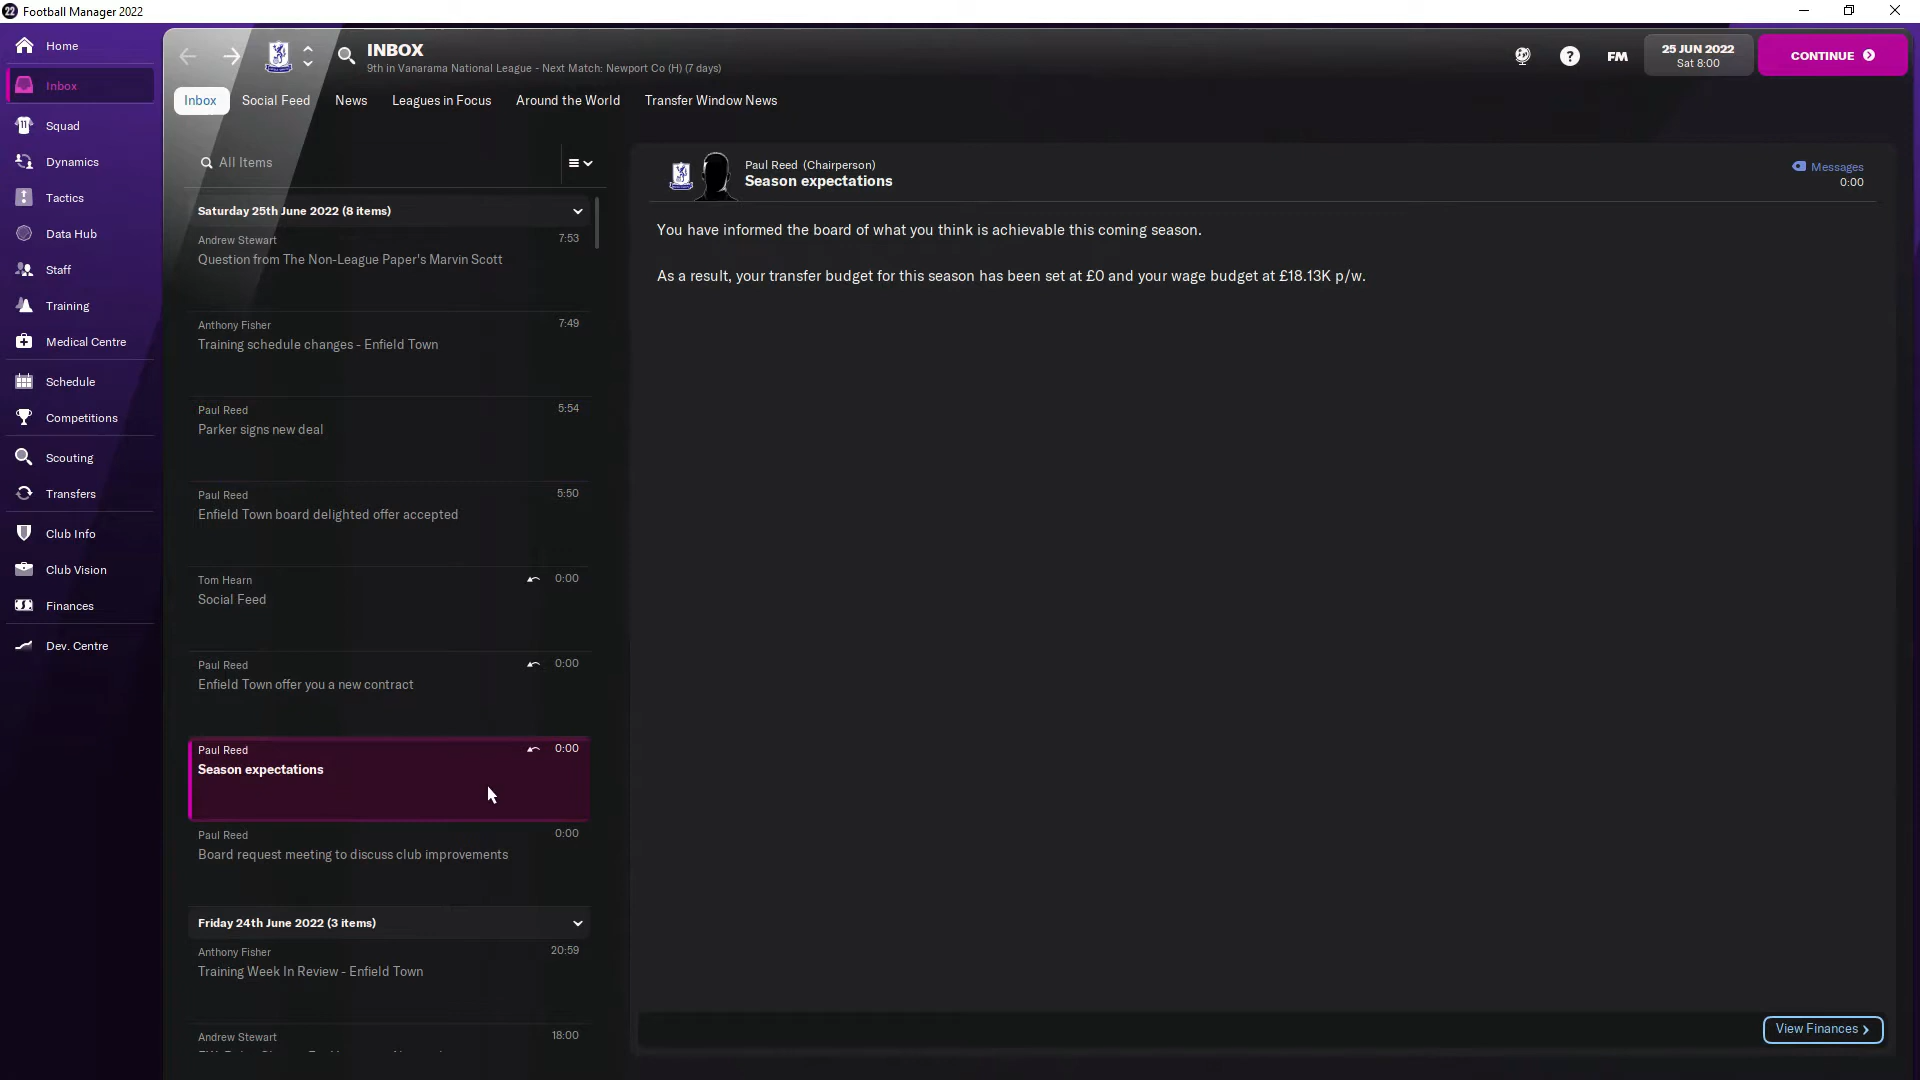 Football Manager 2022
Home
Inbox
Squad
Dynamics
Tactics
Data Hub
Staff
Training
Medical Centre
Schedule
Competitions
Scouting
Transfers
Club Info
Club Vision
Finances
Dev. Centre
INBOX
9th in Vanarama National League - Next Match: Newport Co (H) (7 days)
FM
25 JUN 2022
Sat 8:00
CONTINUE
Inbox Social Feed News Leagues in Focus Around the World Transfer Window News
All Items
Saturday 25th June 2022 (8 items)
Andrew Stewart 7:53
Question from The Non-League Paper's Marvin Scott
Anthony Fisher 7:49
Training schedule changes - Enfield Town
Paul Reed 5:54
Parker signs new deal
Paul Reed 5:50
Enfield Town board delighted offer accepted
Tom Hearn 0:00
Social Feed
Paul Reed 0:00
Enfield Town offer you a new contract
Paul Reed 0:00
Season expectations
Paul Reed 0:00
Board request meeting to discuss club improvements
Friday 24th June 2022 (3 items)
Anthony Fisher 20:59
Training Week In Review - Enfield Town
Andrew Stewart 18:00
Paul Reed (Chairperson)
Season expectations
Messages
0:00
You have informed the board of what you think is achievable this coming season.
As a result, your transfer budget for this season has been set at £0 and your wage budget at £18.13K p/w.
View Finances